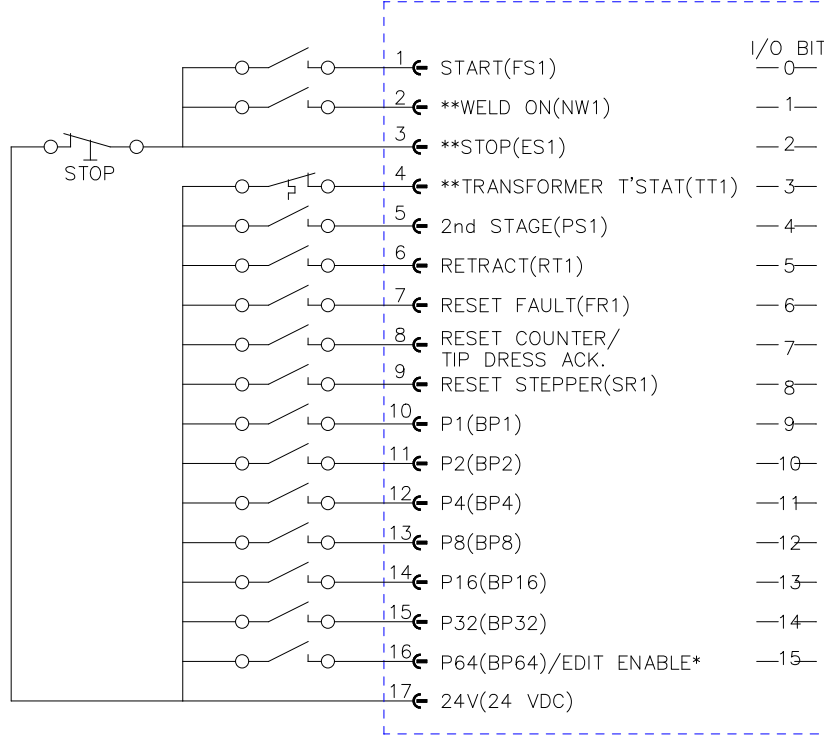 I/O BIT
1 START(FS1) 0
2 **WELD ON(NW1) 1
3 **STOP(ES1) 2
STOP
4 **TRANSFORMER T'STAT(TT1) 3
5 2nd STAGE(PS1) 4
6 RETRACT(RT1) 5
7 RESET FAULT(FR1) 6
8 RESET COUNTER/ 7
TIP DRESS ACK.
9 RESET STEPPER(SR1) 8
10 P1(BP1) 9
11 P2(BP2) 10
12 P4(BP4) 11
13 P8(BP8) 12
14 P16(BP16) 13
15 P32(BP32) 14
16 P64(BP64)/EDIT ENABLE* 15
17 24V(24 VDC)